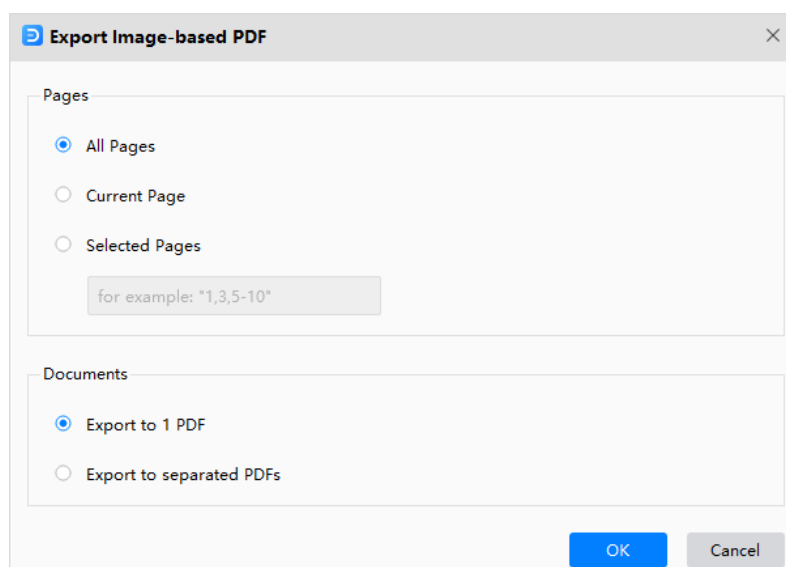 Export Image-based PDF
Pages
All Pages
Current Page
Selected Pages
for example: "1,3,5-10"
Documents
Export to 1 PDF
Export to separated PDFs
OK Cancel